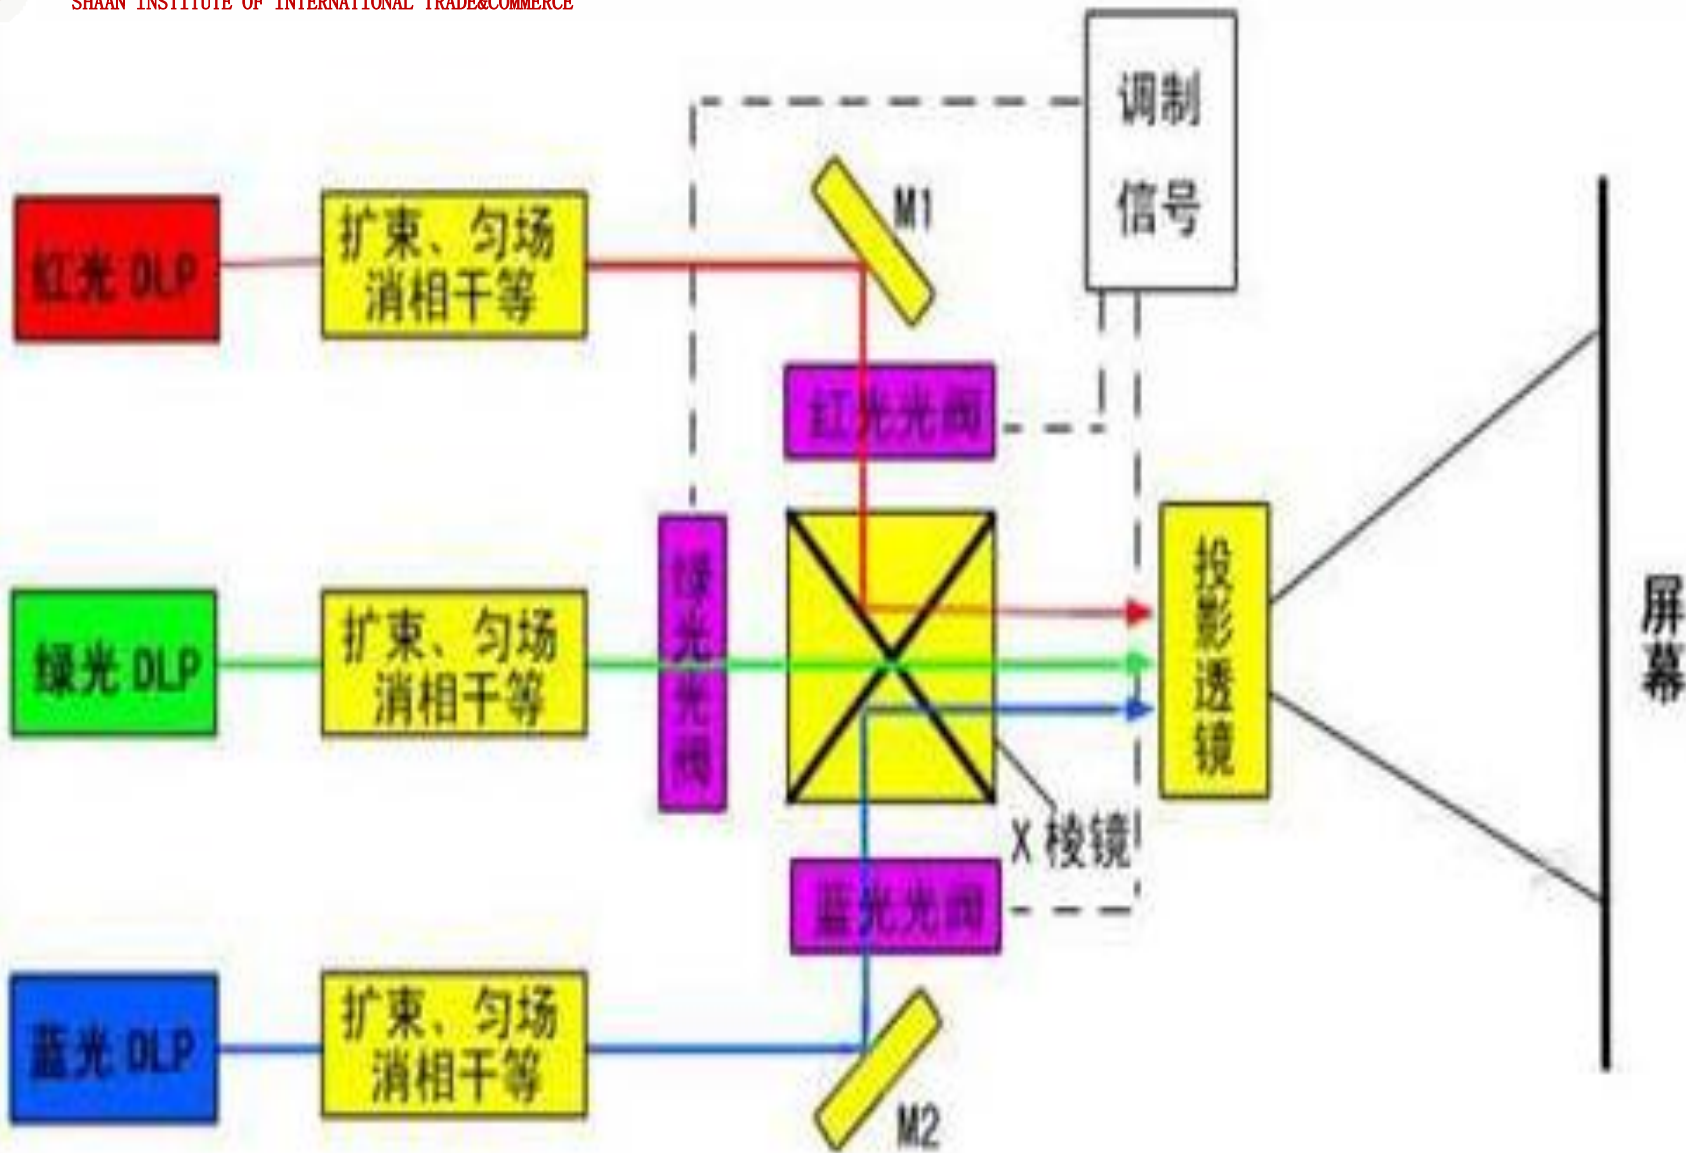 SHAAN INSTITUTE OF INTERNATIONAL TRADE&COMMERCE
调制
信号
M1
红光 DLP
扩束、匀场
消相干等
红光光阀
绿光光阀
绿光 DLP
扩束、匀场
消相干等
投影透镜
屏幕
X 棱镜
蓝光光阀
蓝光 DLP
扩束、匀场
消相干等
M2